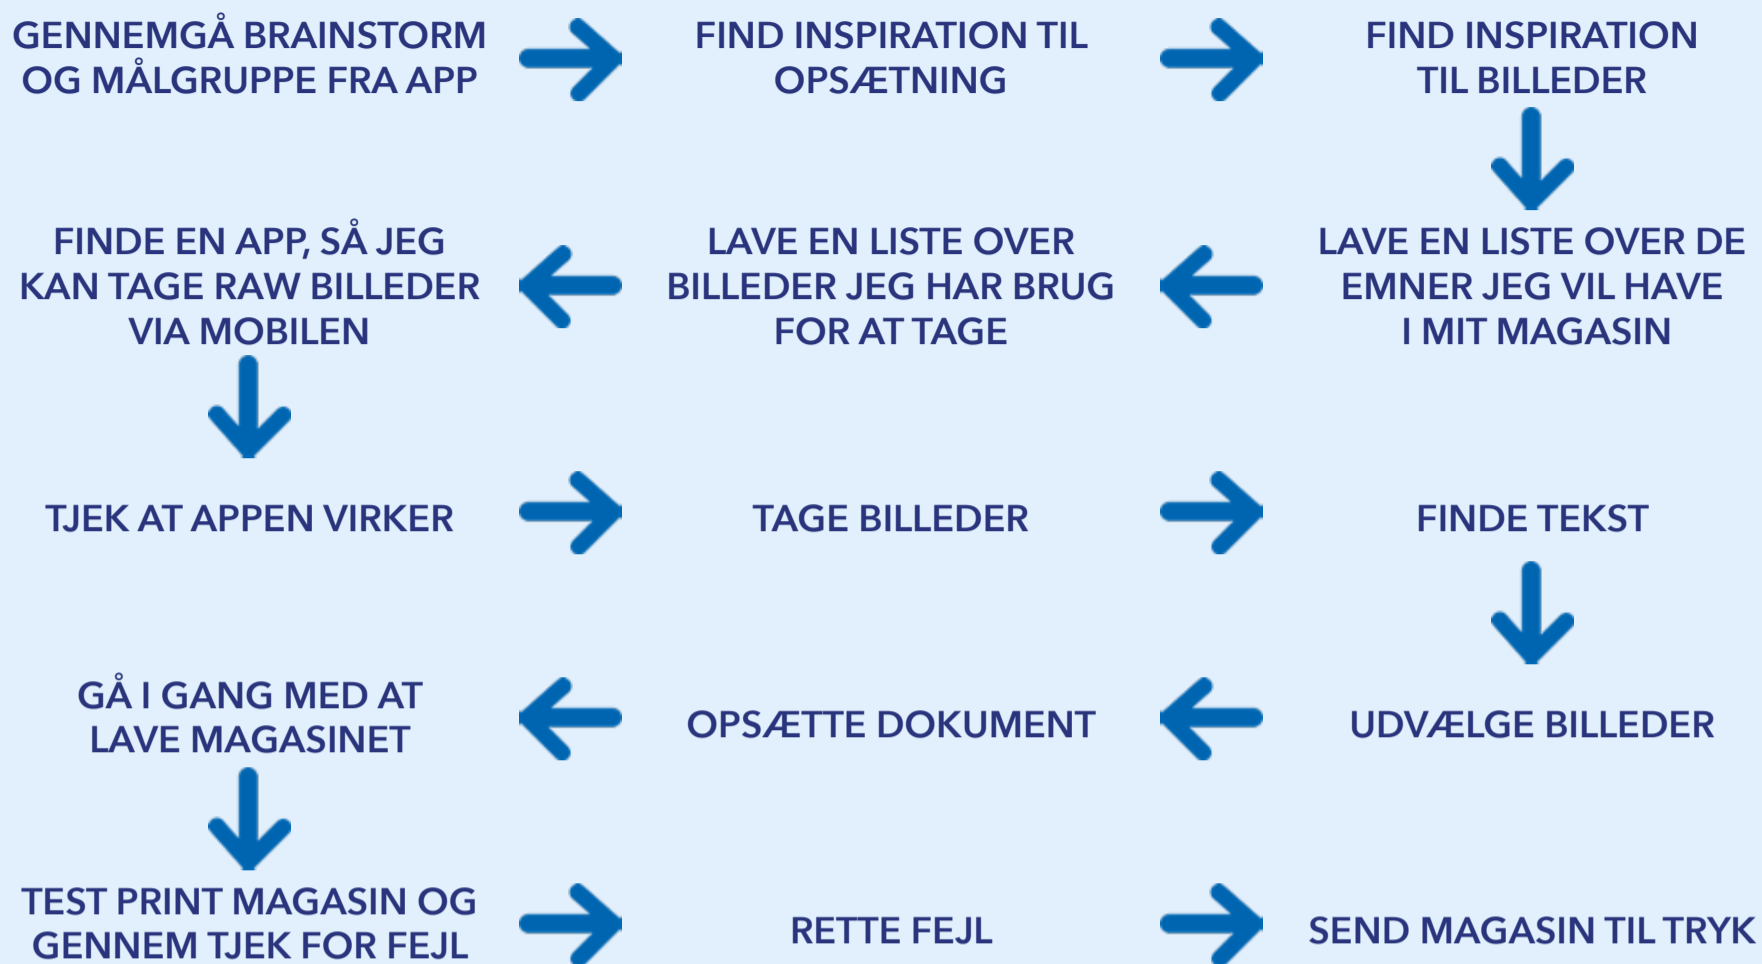 GENNEMGÅ BRAINSTORM
OG MÅLGRUPPE FRA APP
FIND INSPIRATION TIL
OPSÆTNING
FIND INSPIRATION
TIL BILLEDER
LAVE EN LISTE OVER DE
EMNER JEG VIL HAVE
I MIT MAGASIN
LAVE EN LISTE OVER
BILLEDER JEG HAR BRUG
FOR AT TAGE
FINDE EN APP, SÅ JEG
KAN TAGE RAW BILLEDER
VIA MOBILEN
TJEK AT APPEN VIRKER
TAGE BILLEDER
FINDE TEKST
UDVÆLGE BILLEDER
OPSÆTTE DOKUMENT
GÅ I GANG MED AT
LAVE MAGASINET
TEST PRINT MAGASIN OG
GENNEM TJEK FOR FEJL
RETTE FEJL
SEND MAGASIN TIL TRYK